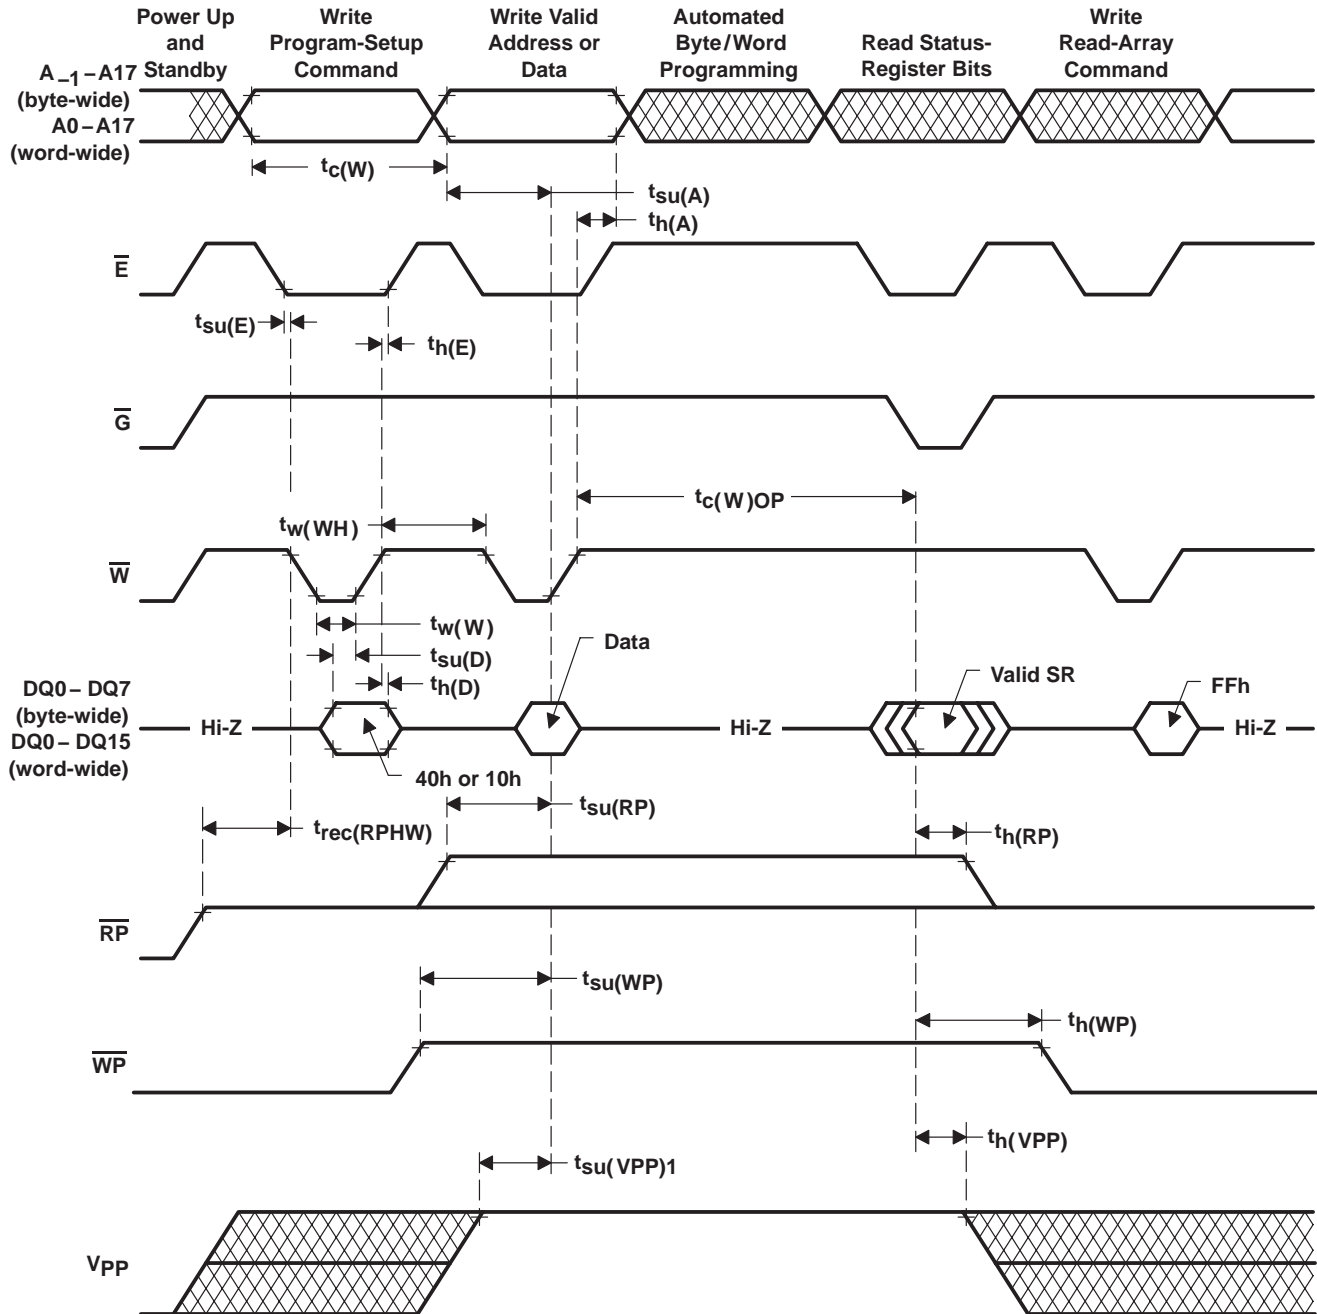 Power Up
and
Standby
Write
Program-Setup
Command
Write Valid
Address or
Data
Automated
Byte/Word
Programming
Read Status-
Register Bits
Write
Read-Array
Command
A–1 – A17
(byte-wide)
A0 – A17
(word-wide)
tc(W)
tsu(A)
th(A)
E
tsu(E)
th(E)
G
tc(W)OP
tw(WH)
W
tw(W)
tsu(D)
th(D)
Data
Valid SR
FFh
DQ0 – DQ7
(byte-wide)
DQ0 – DQ15
(word-wide)
Hi-Z
Hi-Z
Hi-Z
40h or 10h
tsu(RP)
trec(RPHW)
th(RP)
RP
tsu(WP)
th(WP)
WP
th(VPP)
tsu(VPP)1
VPP